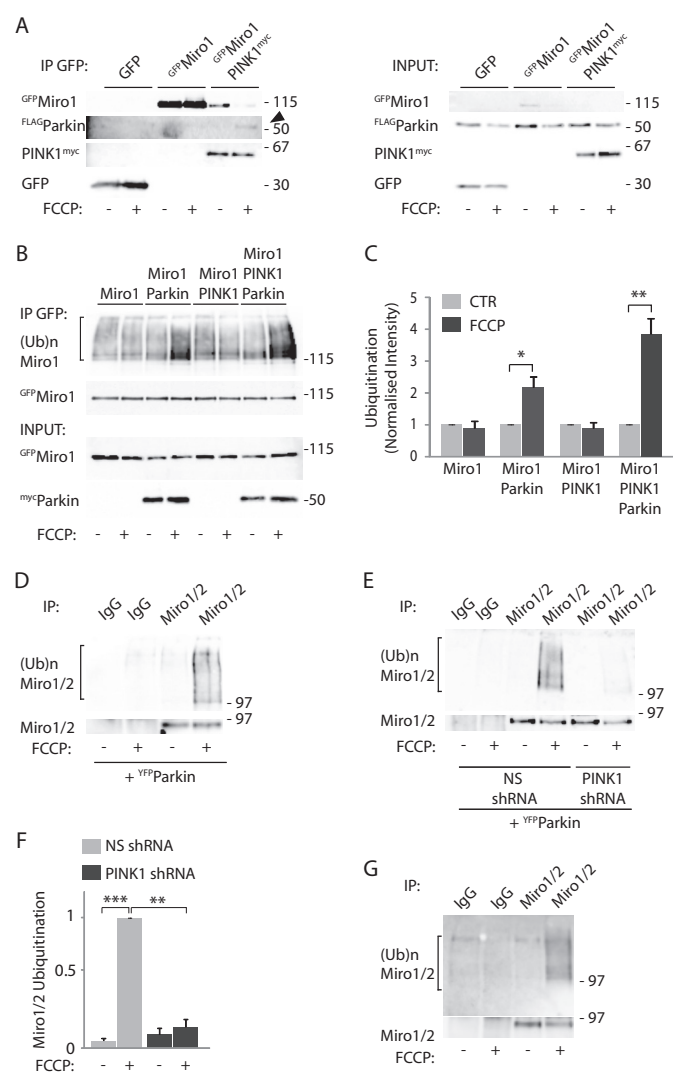 A
IP GFP:
GFP
GFPMiro1
GFPMiro1
PINK1myc
GFPMiro1
- 115
FLAGParkin
- 50
PINK1myc
- 67
GFP
- 30
FCCP: - + - + - +
INPUT:
GFP
GFPMiro1
GFPMiro1
PINK1myc
GFPMiro1
- 115
FLAGParkin
- 50
PINK1myc
- 67
GFP
- 30
FCCP: - + - + - +
B
Miro1
Miro1
Parkin
Miro1
PINK1
Miro1
PINK1
Parkin
IP GFP:
(Ub)n
Miro1
-115
GFPMiro1
INPUT:
GFPMiro1
-115
mycParkin
-50
FCCP: - + - + - + - +
C
Ubiquitination
(Normalised Intensity)
5
4
3
2
1
0
CTR
FCCP
*
**
Miro1
Miro1
Parkin
Miro1
PINK1
Miro1
PINK1
Parkin
D
IP:
IgG
IgG
Miro1/2
Miro1/2
(Ub)n
Miro1/2
- 97
- 97
Miro1/2
FCCP: - + - +
+ YFPParkin
E
IP:
IgG
IgG
Miro1/2
Miro1/2
Miro1/2
Miro1/2
(Ub)n
Miro1/2
- 97
- 97
Miro1/2
FCCP: - + - + - +
NS
shRNA
PINK1
shRNA
+ YFPParkin
F
NS shRNA
PINK1 shRNA
Miro1/2 Ubiquitination
1
0.5
0
***
**
FCCP: - + - +
G
IP:
IgG
IgG
Miro1/2
Miro1/2
(Ub)n
Miro1/2
- 97
- 97
Miro1/2
FCCP: - + - +